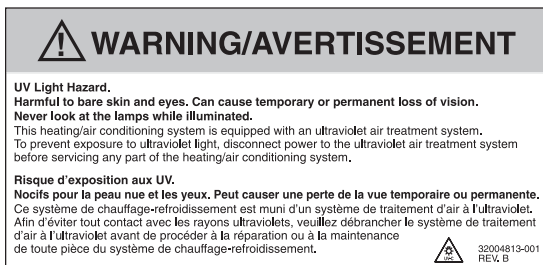 WARNING/AVERTISSEMENT
UV Light Hazard.
Harmful to bare skin and eyes. Can cause temporary or permanent loss of vision.
Never look at the lamps while illuminated.
This heating/air conditioning system is equipped with an ultraviolet air treatment system.
To prevent exposure to ultraviolet light, disconnect power to the ultraviolet air treatment system
before servicing any part of the heating/air conditioning system.
Risque d'exposition aux UV.
Nocifs pour la peau nue et les yeux. Peut causer une perte de la vue temporaire ou permanente.
Ce système de chauffage-refroidissement est muni d'un système de traitement d'air à l'ultraviolet.
Afin d'éviter tout contact avec les rayons ultraviolets, veuillez débrancher le système de traitement
d'air à l'ultraviolet avant de procéder à la réparation ou à la maintenance
de toute pièce du système de chauffage-refroidissement.
UV-C
32004813-001
REV. B